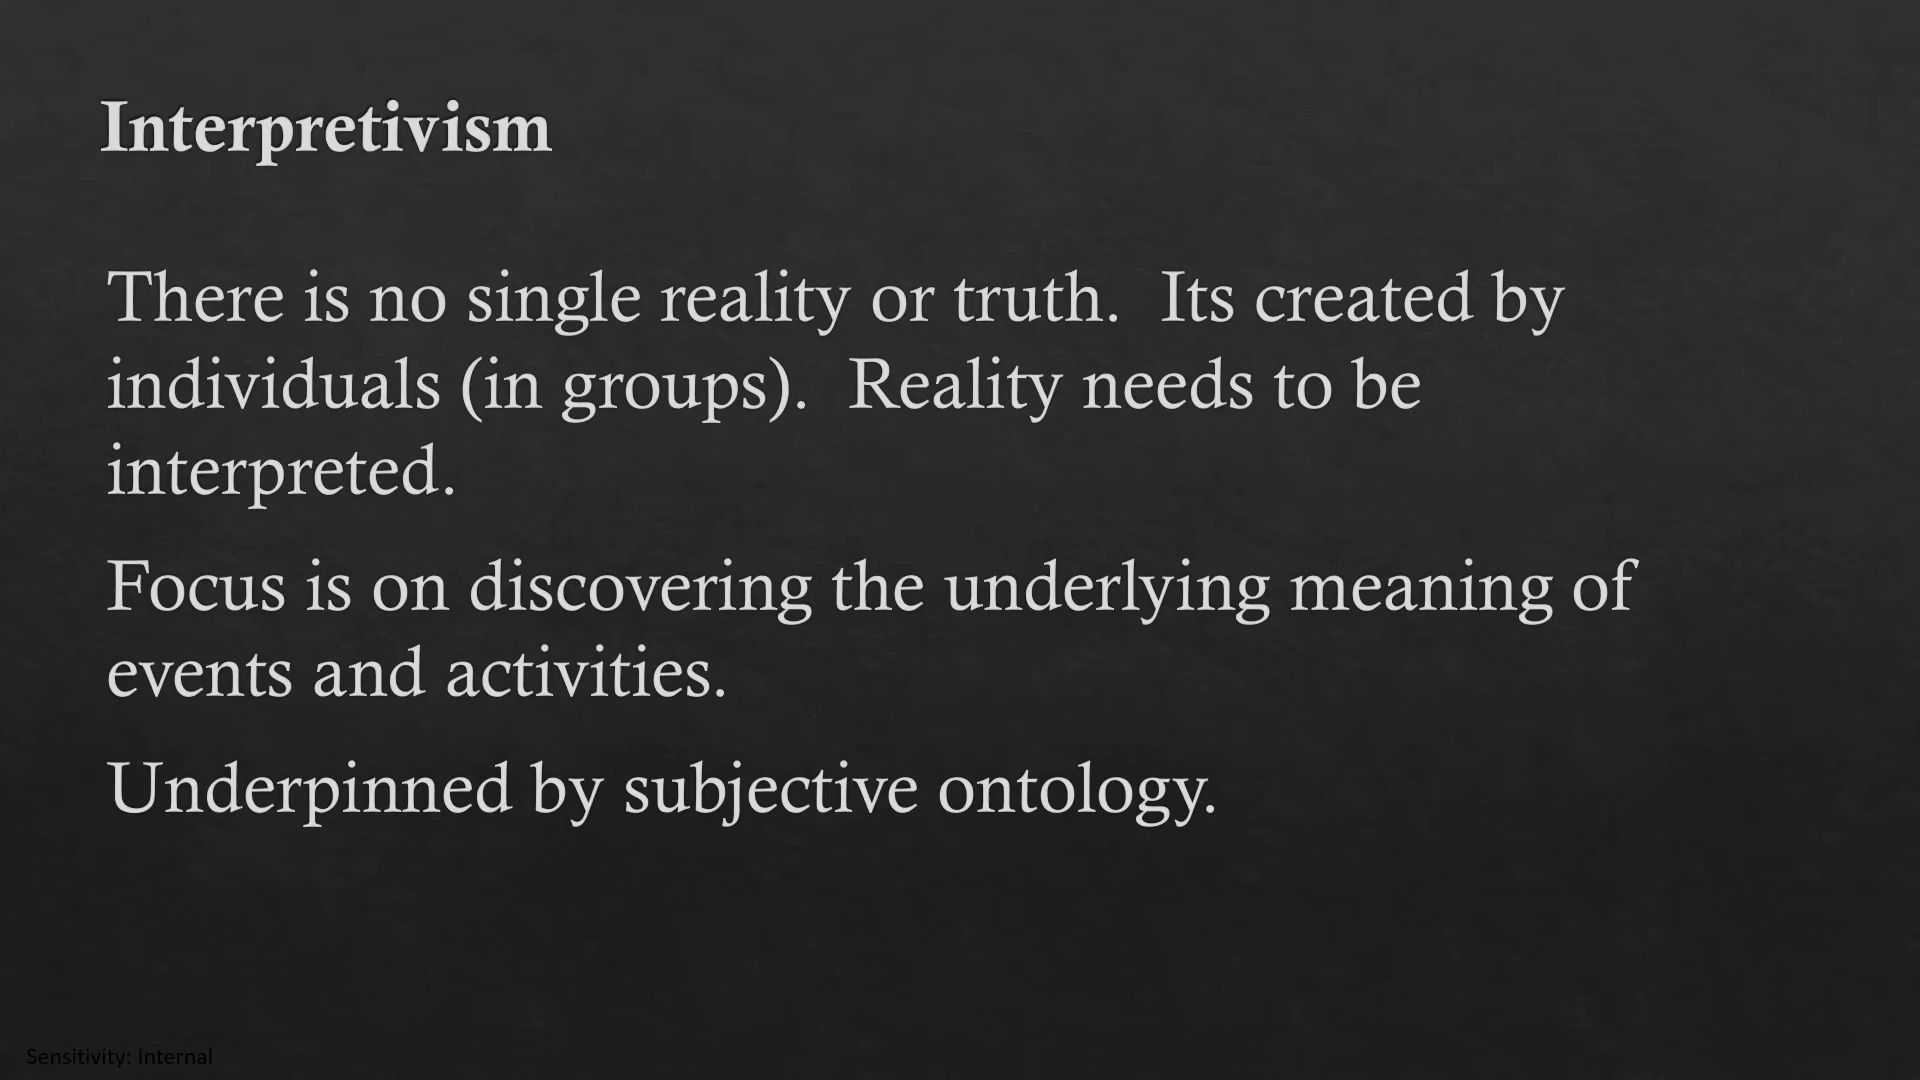 Interpretivism
There is no single reality or truth.  Its created by
individuals (in groups).  Reality needs to be
interpreted.
Focus is on discovering the underlying meaning of
events and activities.
Underpinned by subjective ontology.
Sensitivity: Internal